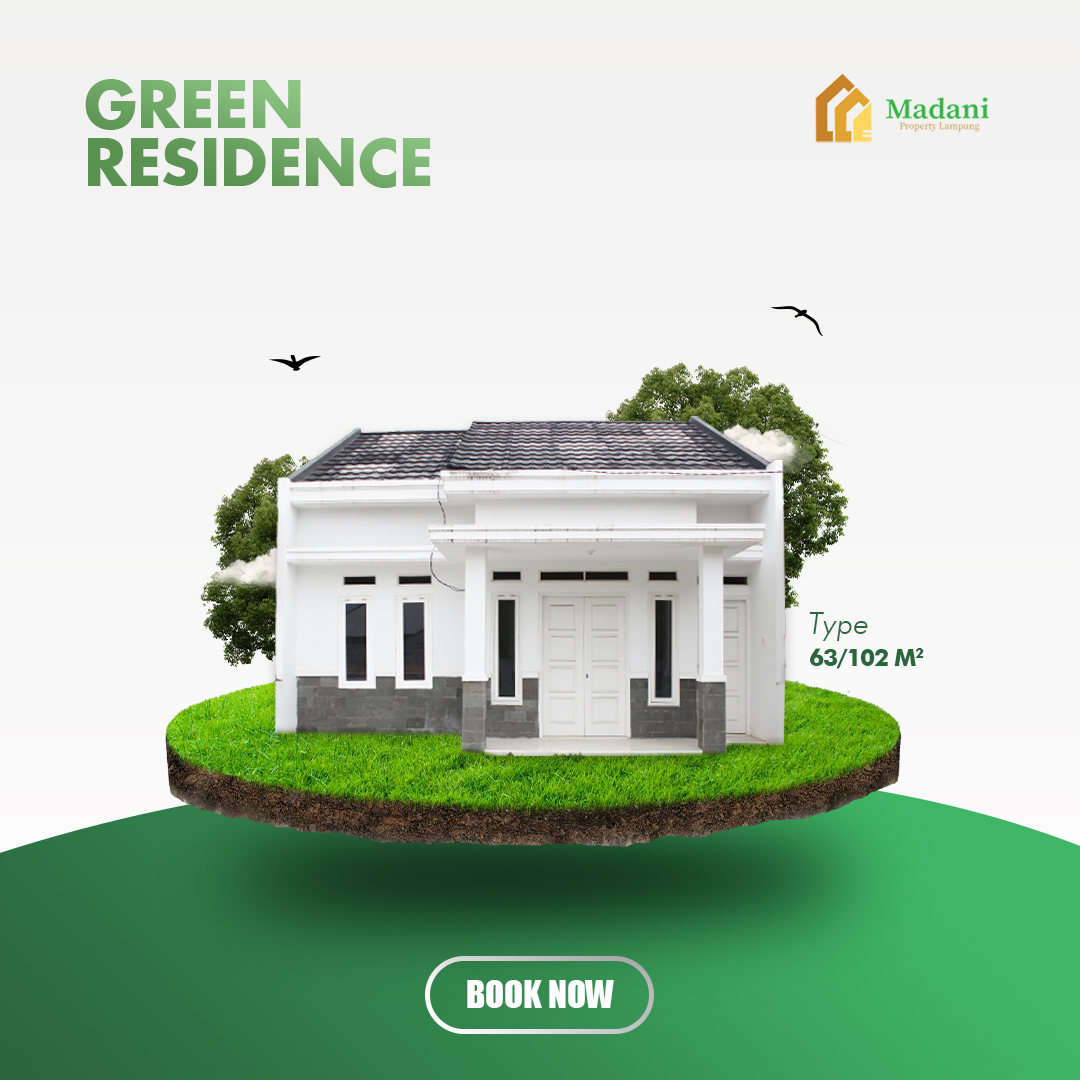 GREEN
RESIDENCE
Madani
Property Lampung
Type
63/102 M²
BOOK NOW